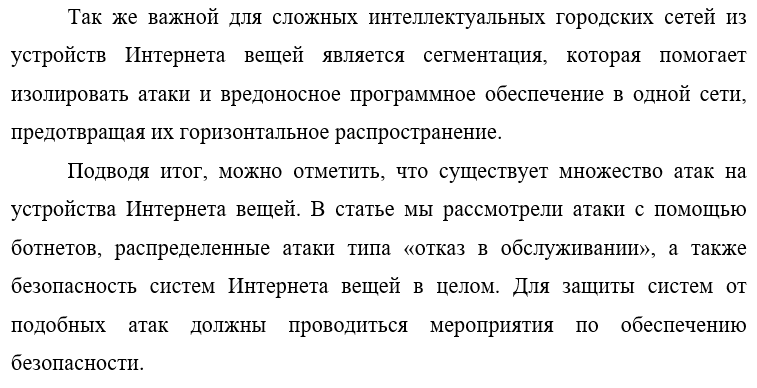 Так же важной для сложных интеллектуальных городских сетей из
устройств Интернета вещей является сегментация, которая помогает
изолировать атаки и вредоносное программное обеспечение в одной сети,
предотвращая их горизонтальное распространение.
Подводя итог, можно отметить, что существует множество атак на
устройства Интернета вещей. В статье мы рассмотрели атаки с помощью
ботнетов, распределенные атаки типа «отказ в обслуживании», а также
безопасность систем Интернета вещей в целом. Для защиты систем от
подобных атак должны проводиться мероприятия по обеспечению
безопасности.